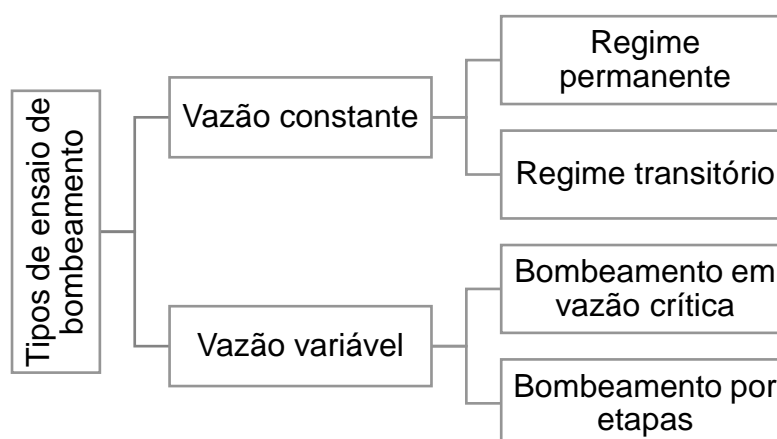 Tipos de ensaio de
bombeamento
Vazão constante
Regime
permanente
Regime transitório
Vazão variável
Bombeamento em
vazão crítica
Bombeamento por
etapas